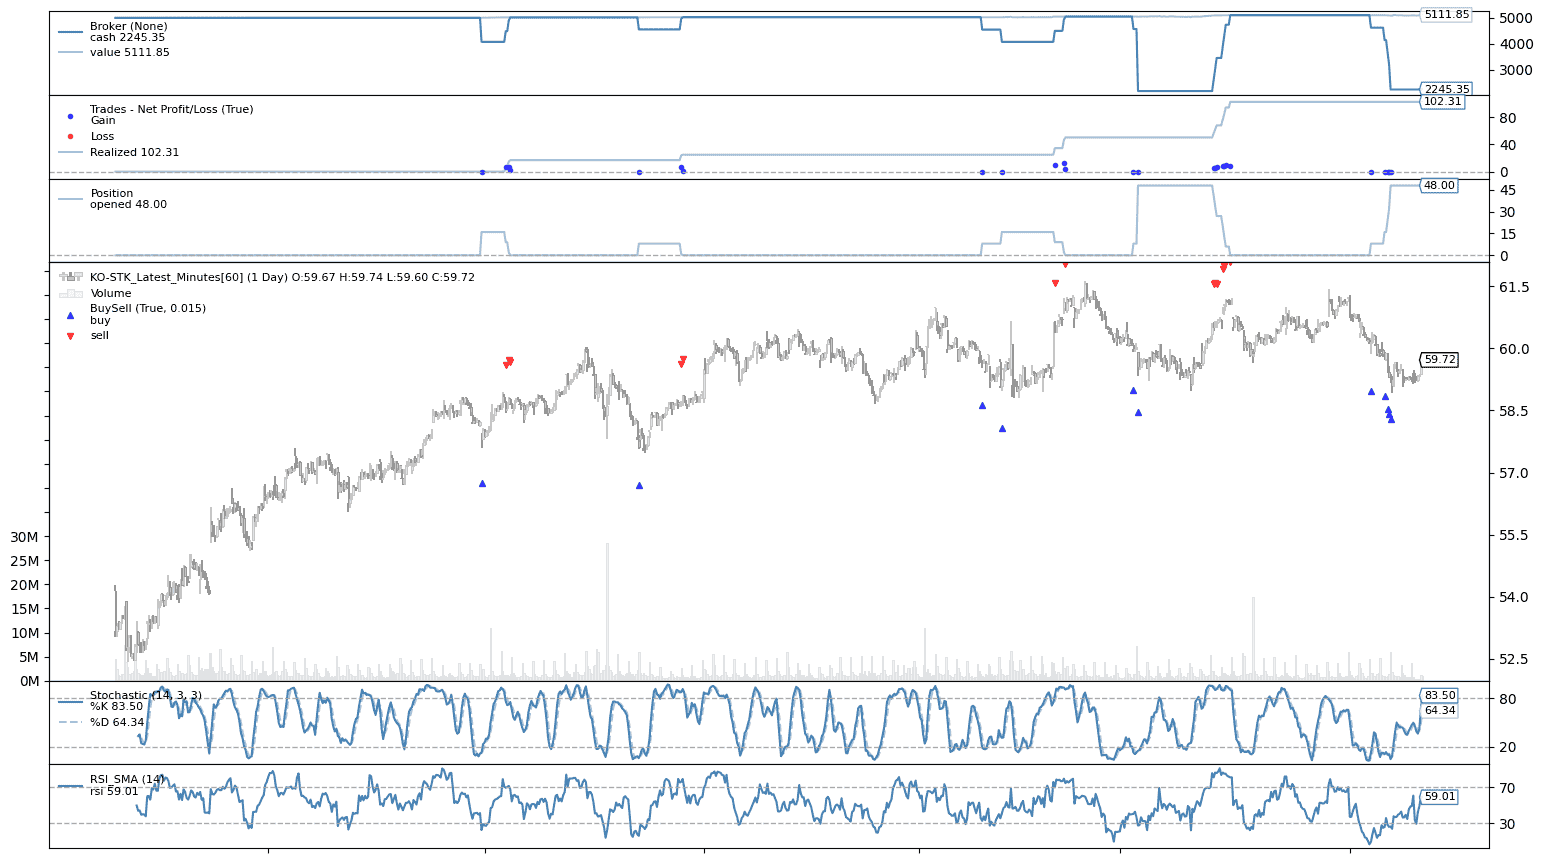 Broker (None)
cash 2245.35
value 5111.85
5111.85
5000
4000
3000
2245.35
Trades - Net Profit/Loss (True)
Gain
Loss
Realized 102.31
102.31
80
40
0
Position
opened 48.00
48.00
45
30
15
0
KO-STK_Latest_Minutes[60] (1 Day) O:59.67 H:59.74 L:59.60 C:59.72
Volume
BuySell (True, 0.015)
buy
sell
61.5
60.0
59.72
58.5
57.0
55.5
54.0
52.5
30M
25M
20M
15M
10M
5M
0M
Stochastic (14, 3, 3)
%K 83.50
%D 64.34
83.50
80
64.34
20
RSI_SMA (14)
rsi 59.01
70
59.01
30